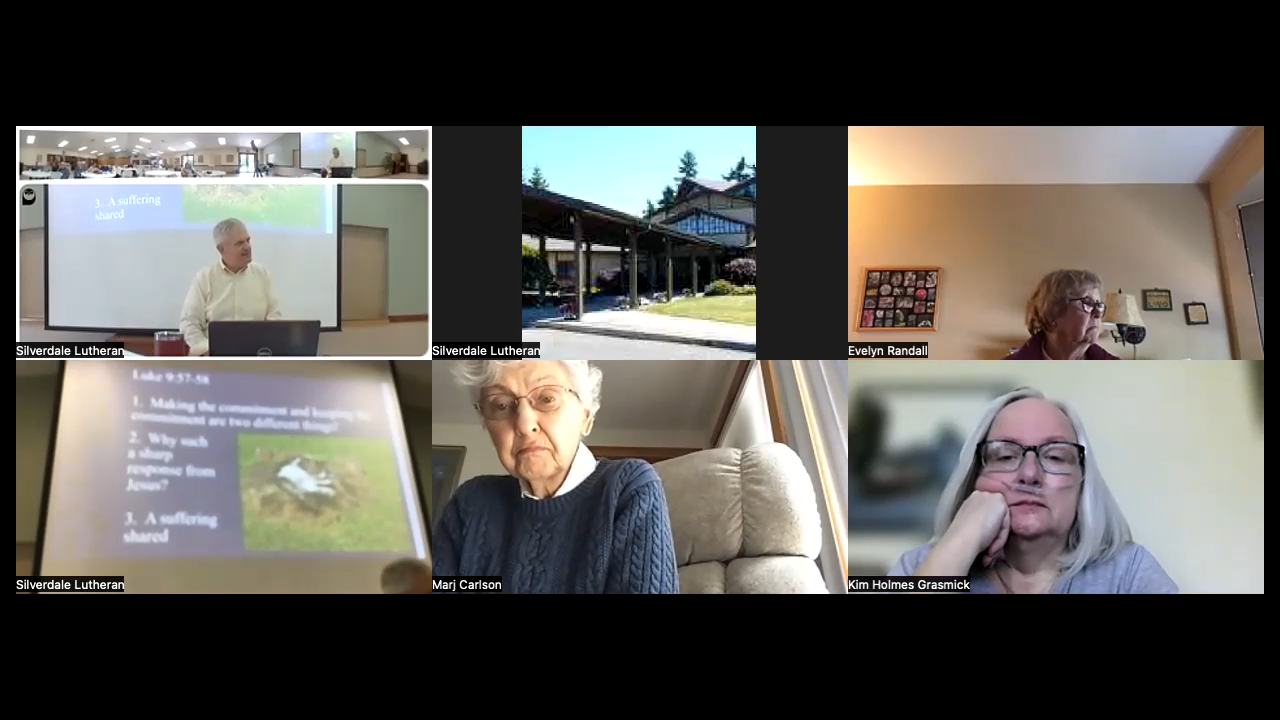 3. A suffering
shared
Silverdale Lutheran
Silverdale Lutheran
Evelyn Randall
Luke 9:57-58
1. Making the commitment and keeping the
commitment are two different things!
2. Why such
a sharp
response from
Jesus?
3. A suffering
shared
Silverdale Lutheran
Marj Carlson
Kim Holmes Grasmick